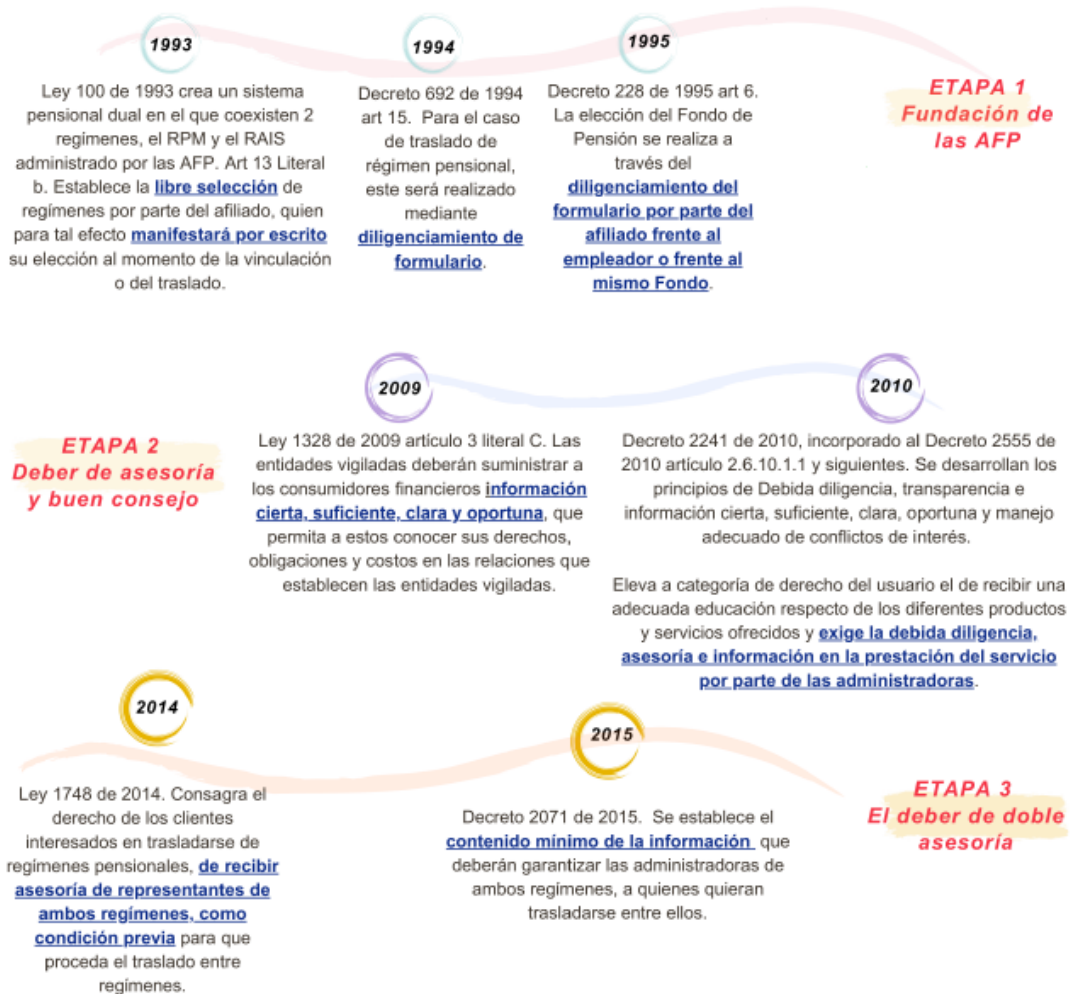 1993
Ley 100 de 1993 crea un sistema
pensional dual en el que coexisten 2
regímenes, el RPM y el RAIS
administrado por las AFP. Art 13 Literal
b. Establece la libre selección de
regímenes por parte del afiliado, quien
para tal efecto manifestará por escrito
su elección al momento de la vinculación
o del traslado.
1994
Decreto 692 de 1994
art 15. Para el caso
de traslado de
régimen pensional,
este será realizado
mediante
diligenciamiento de
formulario.
1995
Decreto 228 de 1995 art 6.
La elección del Fondo de
Pensión se realiza a
través del
diligenciamiento del
formulario por parte del
afiliado frente al
empleador o frente al
mismo Fondo.
ETAPA 1
Fundación de
las AFP
ETAPA 2
Deber de asesoría
y buen consejo
2009
Ley 1328 de 2009 artículo 3 literal C. Las
entidades vigiladas deberán suministrar a
los consumidores financieros información
cierta, suficiente, clara y oportuna, que
permita a estos conocer sus derechos,
obligaciones y costos en las relaciones que
establecen las entidades vigiladas.
2010
Decreto 2241 de 2010, incorporado al Decreto 2555 de
2010 artículo 2.6.10.1.1 y siguientes. Se desarrollan los
principios de Debida diligencia, transparencia e
información cierta, suficiente, clara, oportuna y manejo
adecuado de conflictos de interés.
Eleva a categoría de derecho del usuario el de recibir una
adecuada educación respecto de los diferentes productos
y servicios ofrecidos y exige la debida diligencia,
asesoría e información en la prestación del servicio
por parte de las administradoras.
2014
Ley 1748 de 2014. Consagra el
derecho de los clientes
interesados en trasladarse de
regímenes pensionales, de recibir
asesoría de representantes de
ambos regímenes, como
condición previa para que
proceda el traslado entre
regímenes.
2015
Decreto 2071 de 2015. Se establece el
contenido mínimo de la información que
deberán garantizar las administradoras de
ambos regímenes, a quienes quieran
trasladarse entre ellos.
ETAPA 3
El deber de doble
asesoría